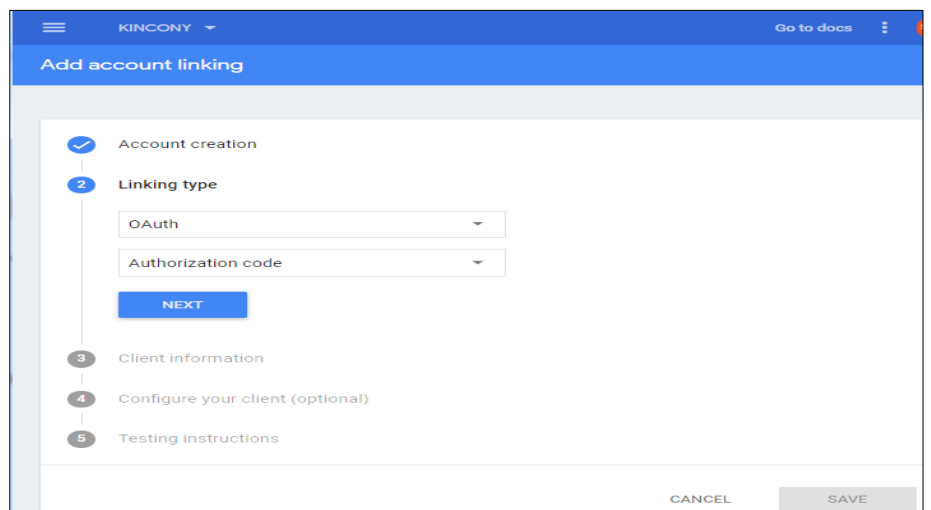 KINCONY Go to docs
Add account linking
Account creation
2 Linking type
OAuth
Authorization code
NEXT
3 Client information
4 Configure your client (optional)
5 Testing instructions
CANCEL SAVE